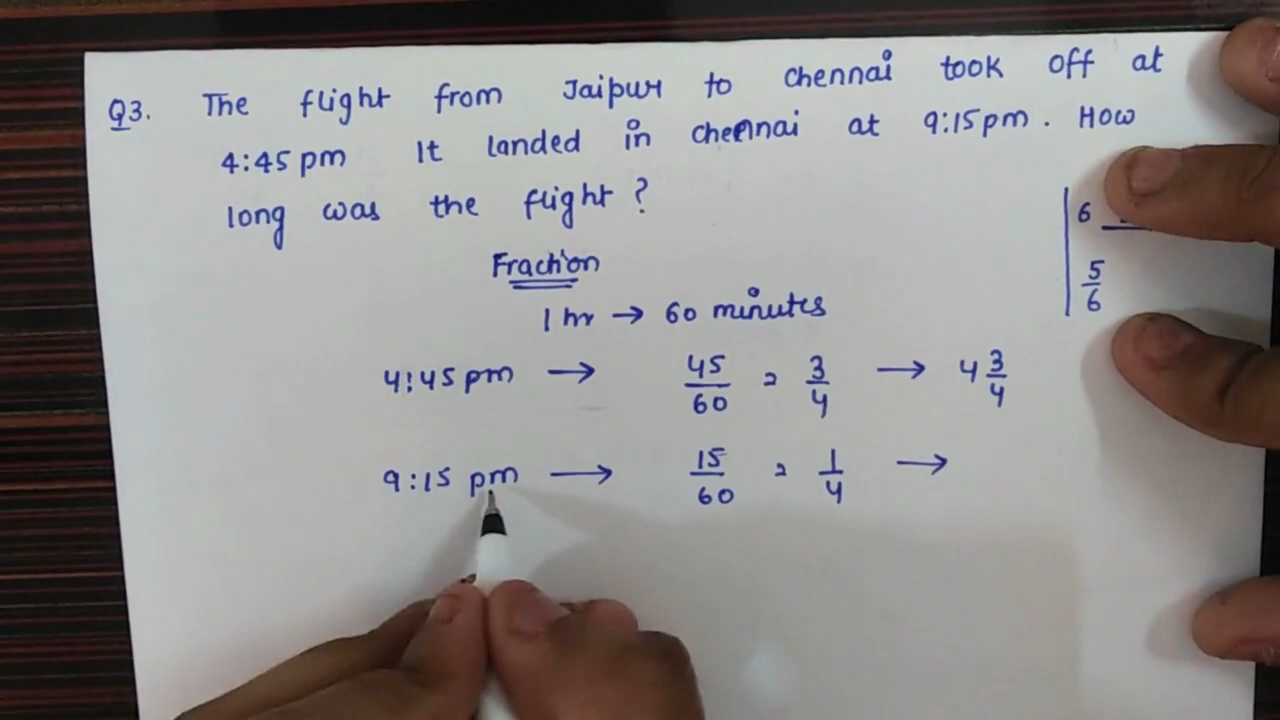 Q3. The flight from Jaipur to chennai took off at
4:45 pm It landed in chennai at 9:15 pm. How
long was the flight?
Fraction
1 hr → 60 minutes
4:45 pm → 45/60 = 3/4 → 4 3/4
9:15 pm → 15/60 = 1/4 →
6
5/6